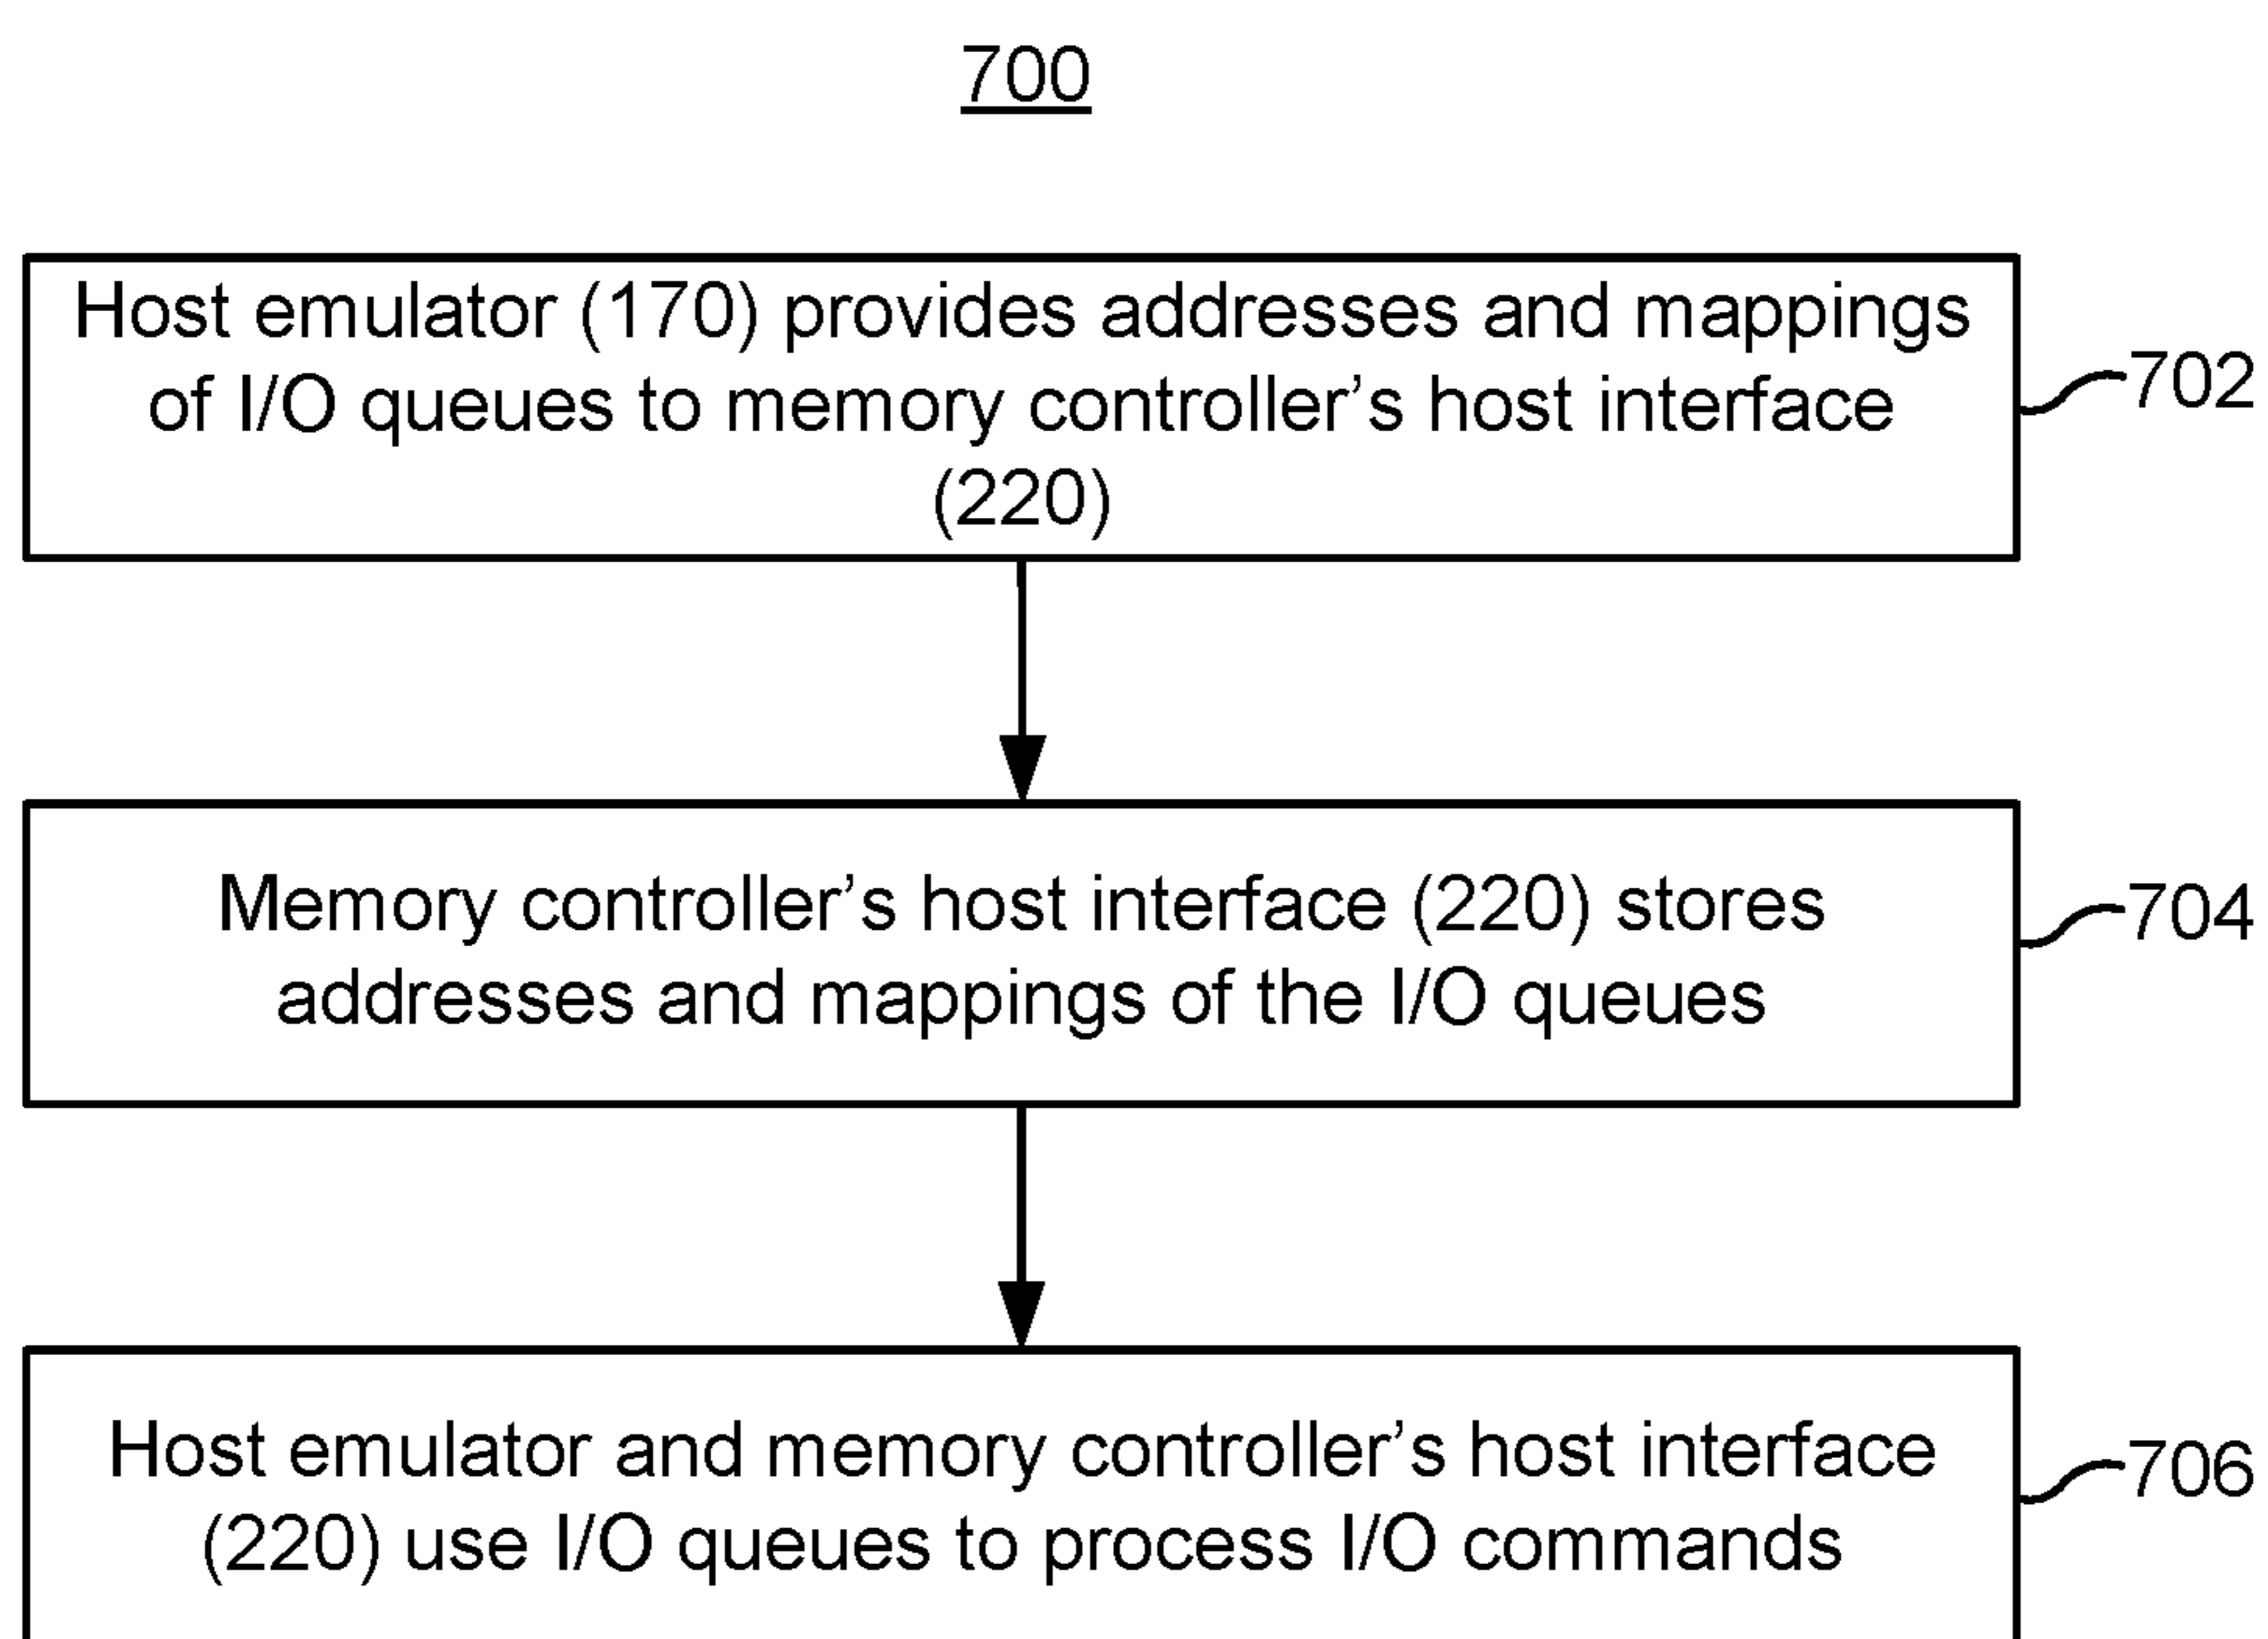 700
Host emulator (170) provides addresses and mappings
of I/O queues to memory controller’s host interface
(220)
702
Memory controller’s host interface (220) stores
addresses and mappings of the I/O queues
704
Host emulator and memory controller’s host interface
(220) use I/O queues to process I/O commands
706